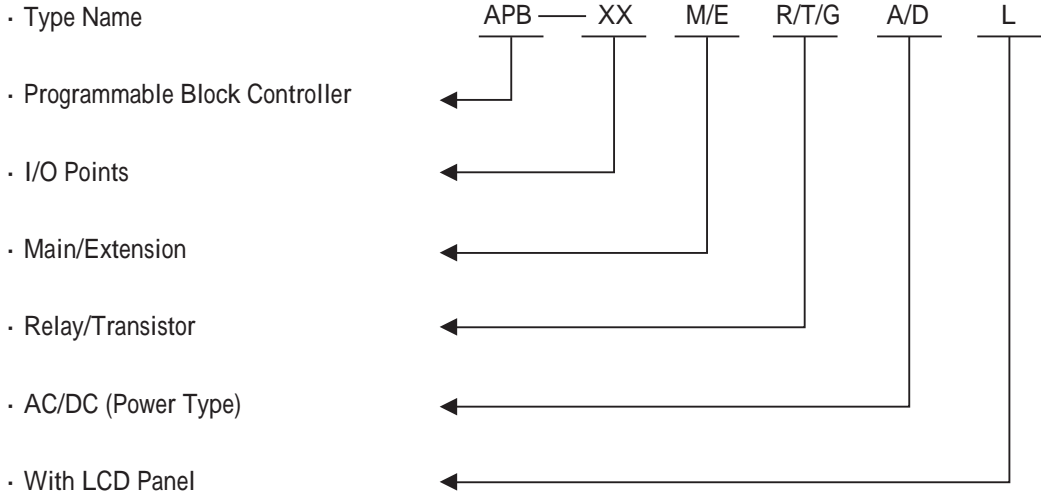 · Type Name APB — XX M/E R/T/G A/D L
· Programmable Block Controller
· I/O Points
· Main/Extension
· Relay/Transistor
· AC/DC (Power Type)
· With LCD Panel